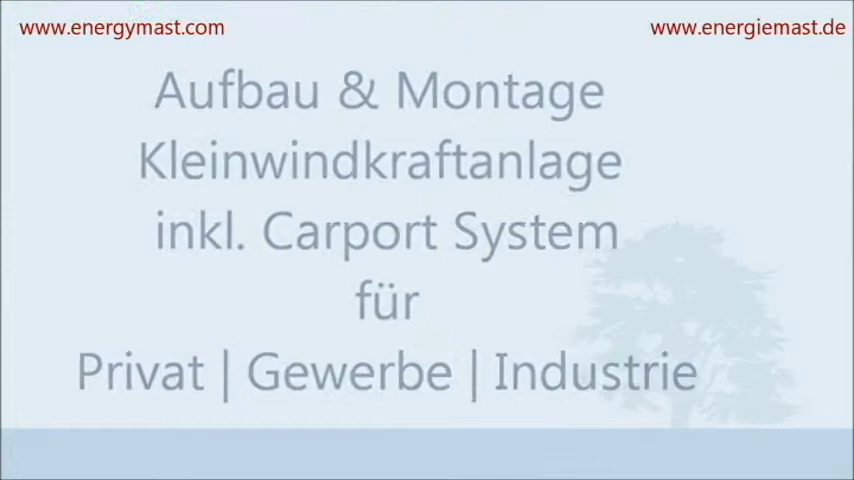 www.energymast.com www.energiemast.de
Aufbau & Montage
Kleinwindkraftanlage
inkl. Carport System
für
Privat | Gewerbe | Industrie